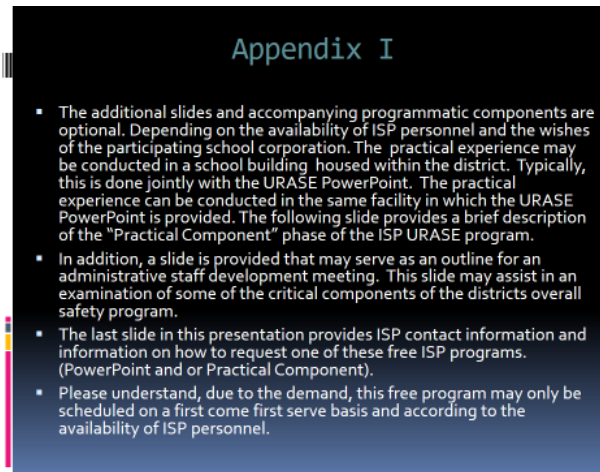 Appendix I
The additional slides and accompanying programmatic components are
optional. Depending on the availability of ISP personnel and the wishes
of the participating school corporation. The practical experience may
be conducted in a school building housed within the district. Typically,
this is done jointly with the URASE PowerPoint. The practical
experience can be conducted in the same facility in which the URASE
PowerPoint is provided. The following slide provides a brief description
of the “Practical Component” phase of the ISP URASE program.
In addition, a slide is provided that may serve as an outline for an
administrative staff development meeting. This slide may assist in an
examination of some of the critical components of the districts overall
safety program.
The last slide in this presentation provides ISP contact information and
information on how to request one of these free ISP programs.
(PowerPoint and or Practical Component).
Please understand, due to the demand, this free program may only be
scheduled on a first come first serve basis and according to the
availability of ISP personnel.